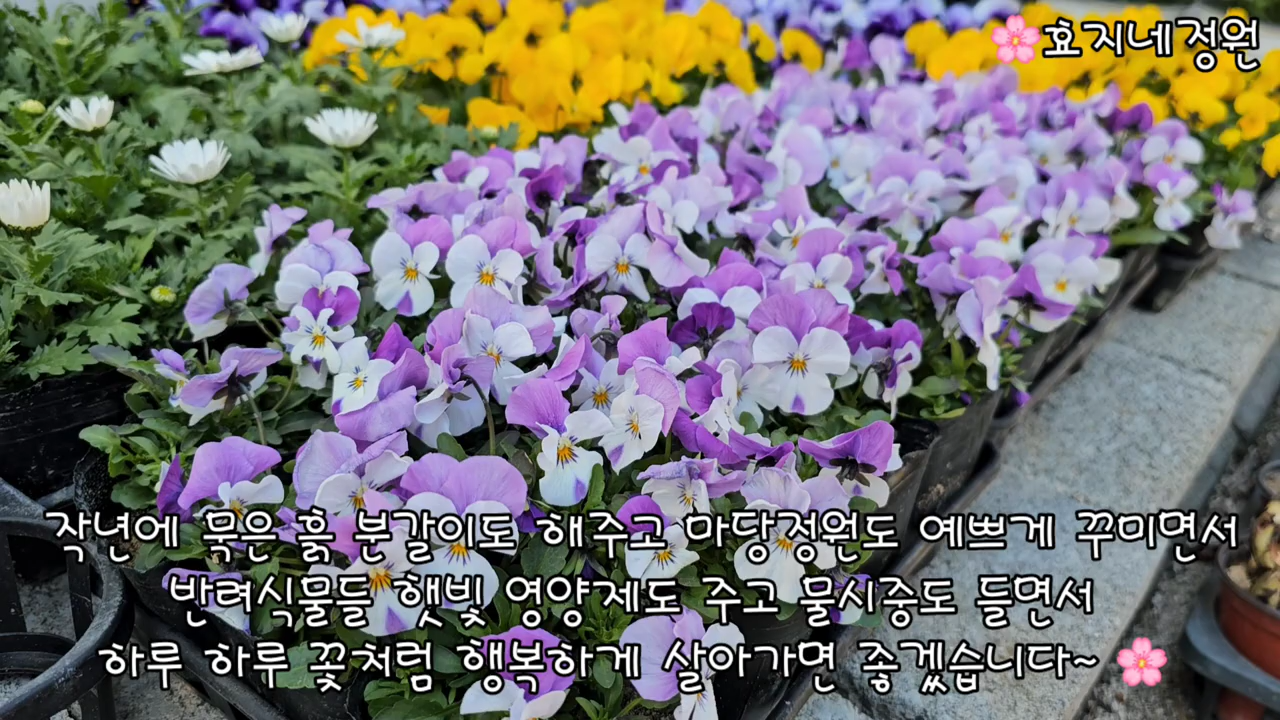 🌸효지네정원
작년에 묵은 흙 분갈이도 해주고 마당정원도 예쁘게 꾸미면서
반려식물들 햇빛 영양제도 주고 물시중도 들면서
하루 하루 꽃처럼 행복하게 살아가면 좋겠습니다~ 🌸